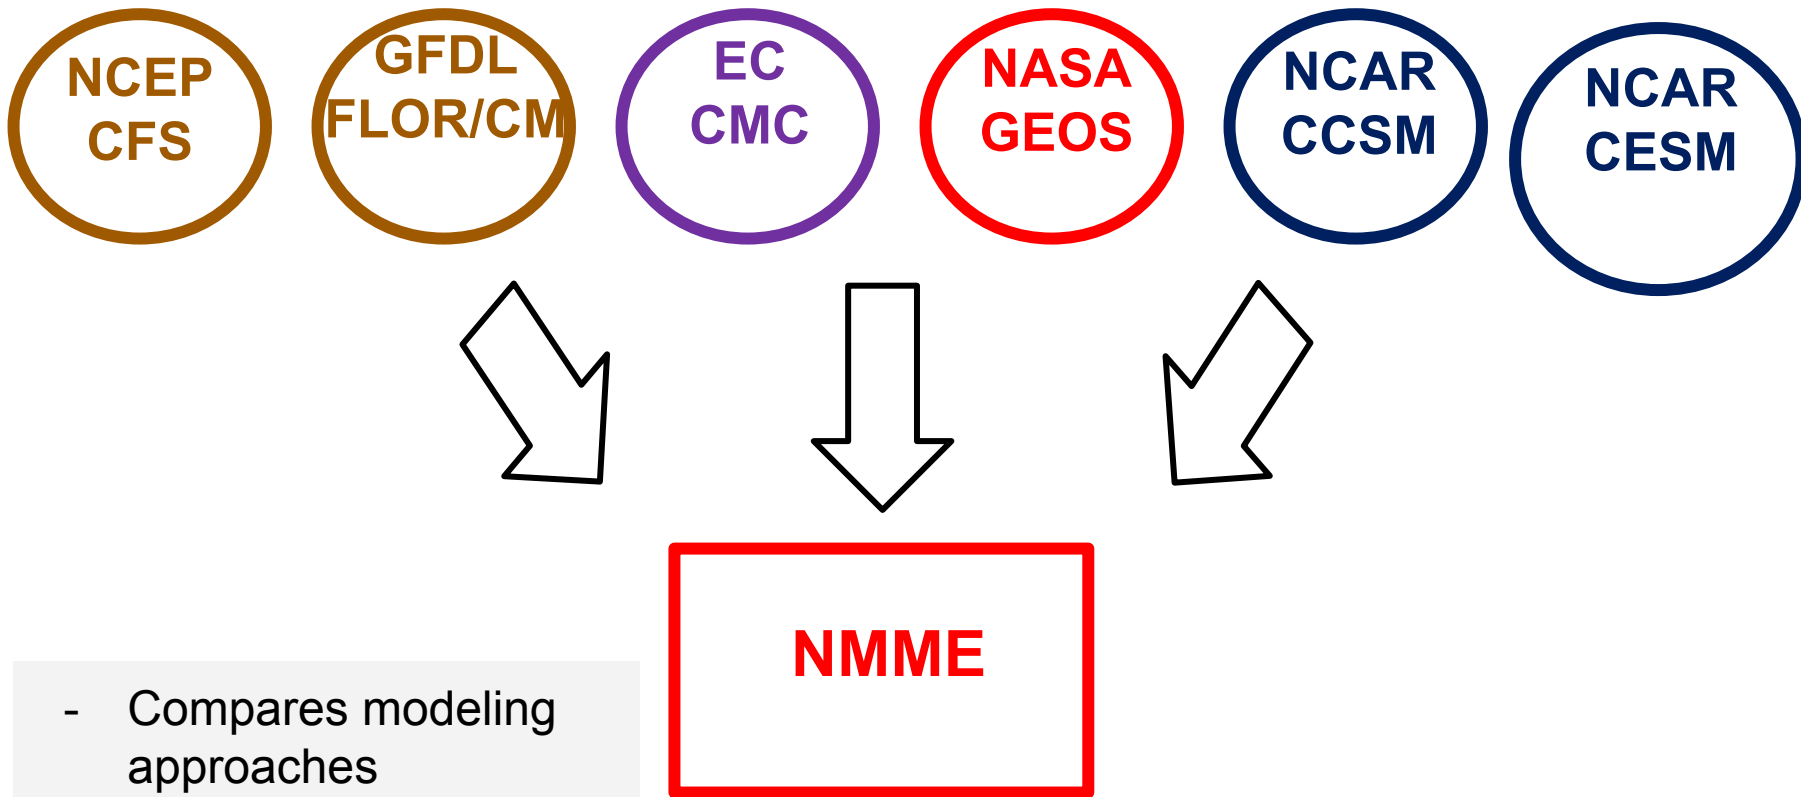 NCEP
CFS
GFDL
FLOR/CM
EC
CMC
NASA
GEOS
NCAR
CCSM
NCAR
CESM
NMME
- Compares modeling
approaches